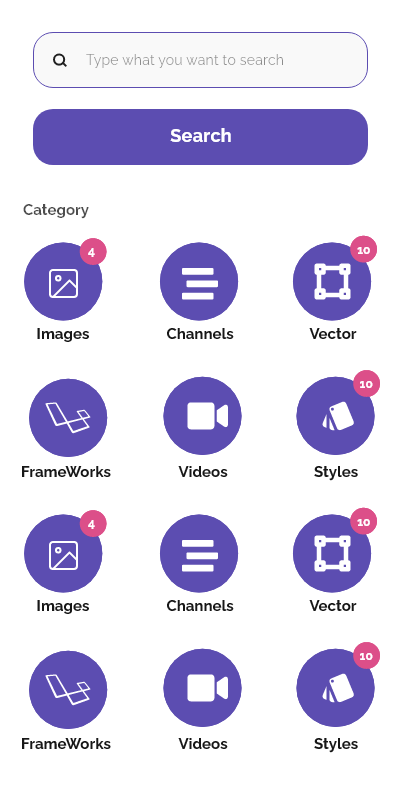 Type what you want to search
Search
Category
4
10
Images Channels Vector
10
FrameWorks Videos Styles
4
10
Images Channels Vector
10
FrameWorks Videos Styles